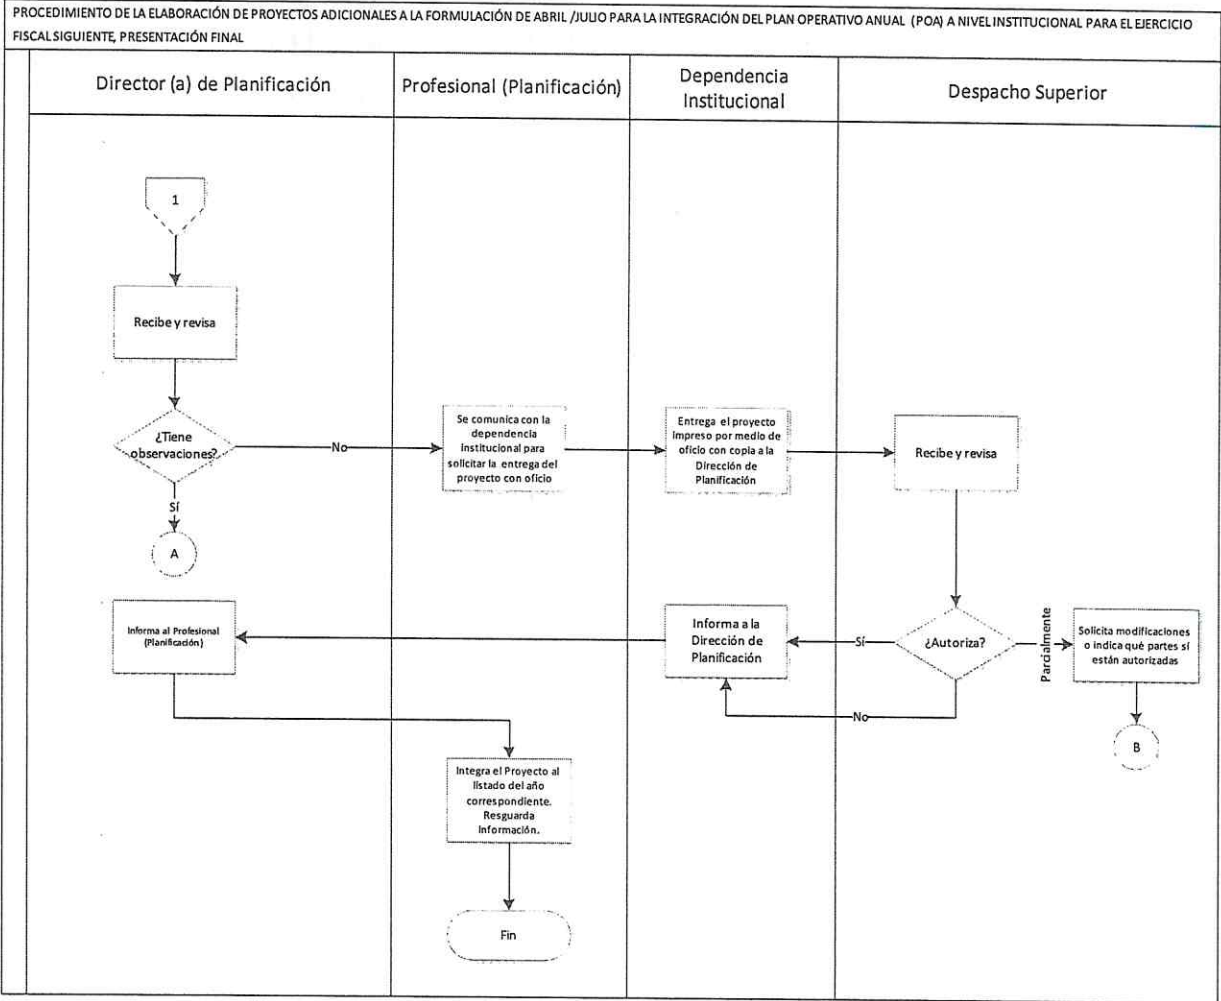 PROCEDIMIENTO DE LA ELABORACIÓN DE PROYECTOS ADICIONALES A LA FORMULACIÓN DE ABRIL /JULIO PARA LA INTEGRACIÓN DEL PLAN OPERATIVO ANUAL (POA) A NIVEL INSTITUCIONAL PARA EL EJERCICIO
FISCAL SIGUIENTE, PRESENTACIÓN FINAL
Director (a) de Planificación
Profesional (Planificación)
Dependencia
Institucional
Despacho Superior
1
Recibe y revisa
¿Tiene
observaciones?
No
Sí
A
Se comunica con la
dependencia
institucional para
solicitar la entrega del
proyecto con oficio
Entrega el proyecto
impreso por medio de
oficio con copia a la
Dirección de
Planificación
Recibe y revisa
¿Autoriza?
Sí
No
Parcialmente
Solicita modificaciones
o indica qué partes sí
están autorizadas
B
Informa a la
Dirección de
Planificación
Informa al Profesional
(Planificación)
Integra el Proyecto al
listado del año
correspondiente.
Resguarda
Información.
Fin